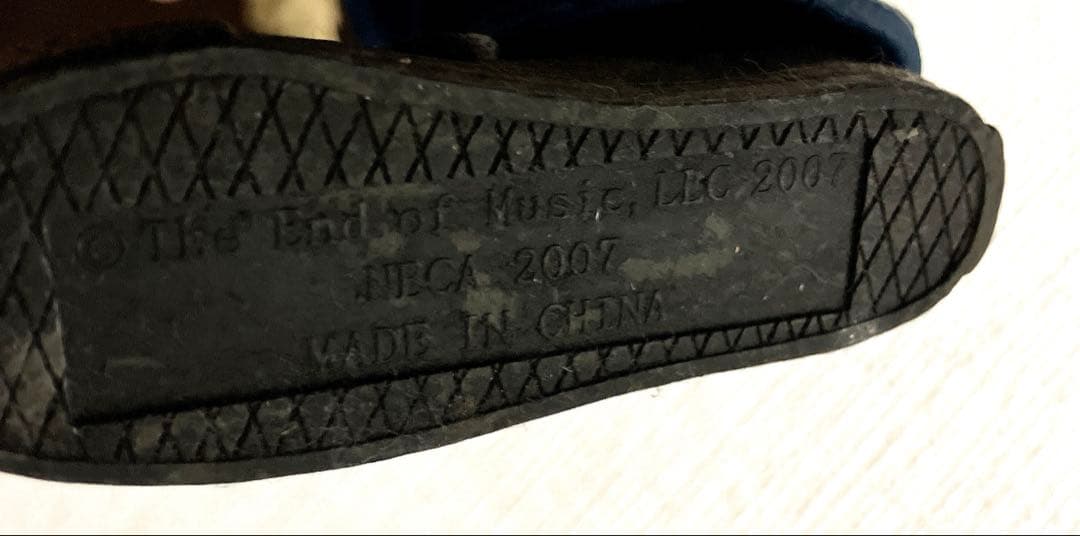 © The End of Music, LLC 2007
NECA 2007
MADE IN CHINA